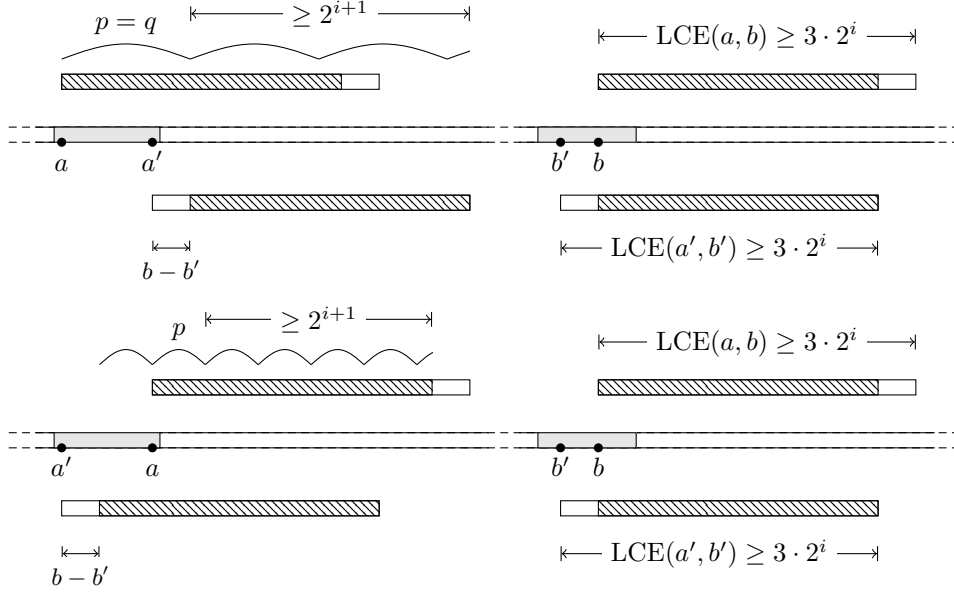 p = q
≥ 2^{i+1}
LCE(a, b) ≥ 3 · 2^i
a a′ b′ b
b − b′
LCE(a′, b′) ≥ 3 · 2^i
p
≥ 2^{i+1}
LCE(a, b) ≥ 3 · 2^i
a′ a b′ b
b − b′
LCE(a′, b′) ≥ 3 · 2^i